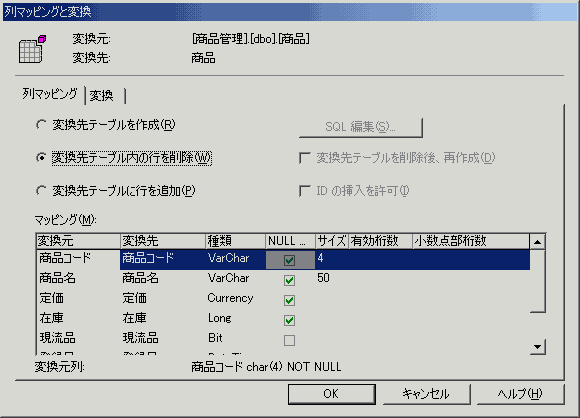 列マッピングと変換
変換元: [商品管理].[dbo].[商品]
変換先: 商品
列マッピング 変換
変換先テーブルを作成(R) SQL 編集(S)...
変換先テーブル内の行を削除(W) 変換先テーブルを削除後、再作成(D)
変換先テーブルに行を追加(P) ID の挿入を許可(I)
マッピング(M):
変換元 変換先 種類 NULL ... サイズ 有効桁数 小数点部桁数
商品コード 商品コード VarChar 4
商品名 商品名 VarChar 50
定価 定価 Currency
在庫 在庫 Long
現流品 現流品 Bit
変換元列: 商品コード char(4) NOT NULL
OK キャンセル ヘルプ(H)